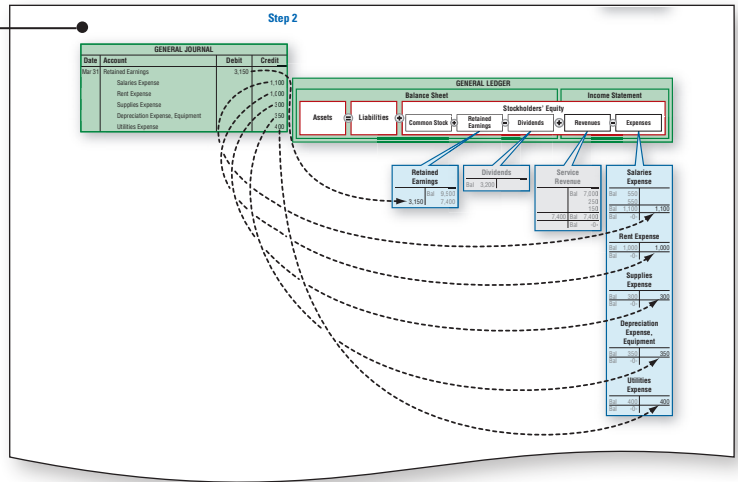 Step 2
GENERAL JOURNAL
Date Account Debit Credit
Mar 31 Retained Earnings 3,150
Salaries Expense 1,100
Rent Expense 1,000
Supplies Expense 300
Depreciation Expense, Equipment 350
Utilities Expense 400
GENERAL LEDGER
Balance Sheet Income Statement
Stockholders' Equity
Assets = Liabilities + Common Stock + Retained Earnings − Dividends + Revenues − Expenses
Retained
Earnings
Bal 9,500
3,150 7,400
Dividends
Bal 3,200
Service
Revenue
Bal 7,000
250
150
7,400 Bal 7,400
Bal -0-
Salaries
Expense
Bal 550
550
Bal 1,100 1,100
Bal -0-
Rent Expense
Bal 1,000 1,000
Bal -0-
Supplies
Expense
Bal 300 300
Bal -0-
Depreciation
Expense,
Equipment
Bal 350 350
Bal -0-
Utilities
Expense
Bal 400 400
Bal -0-